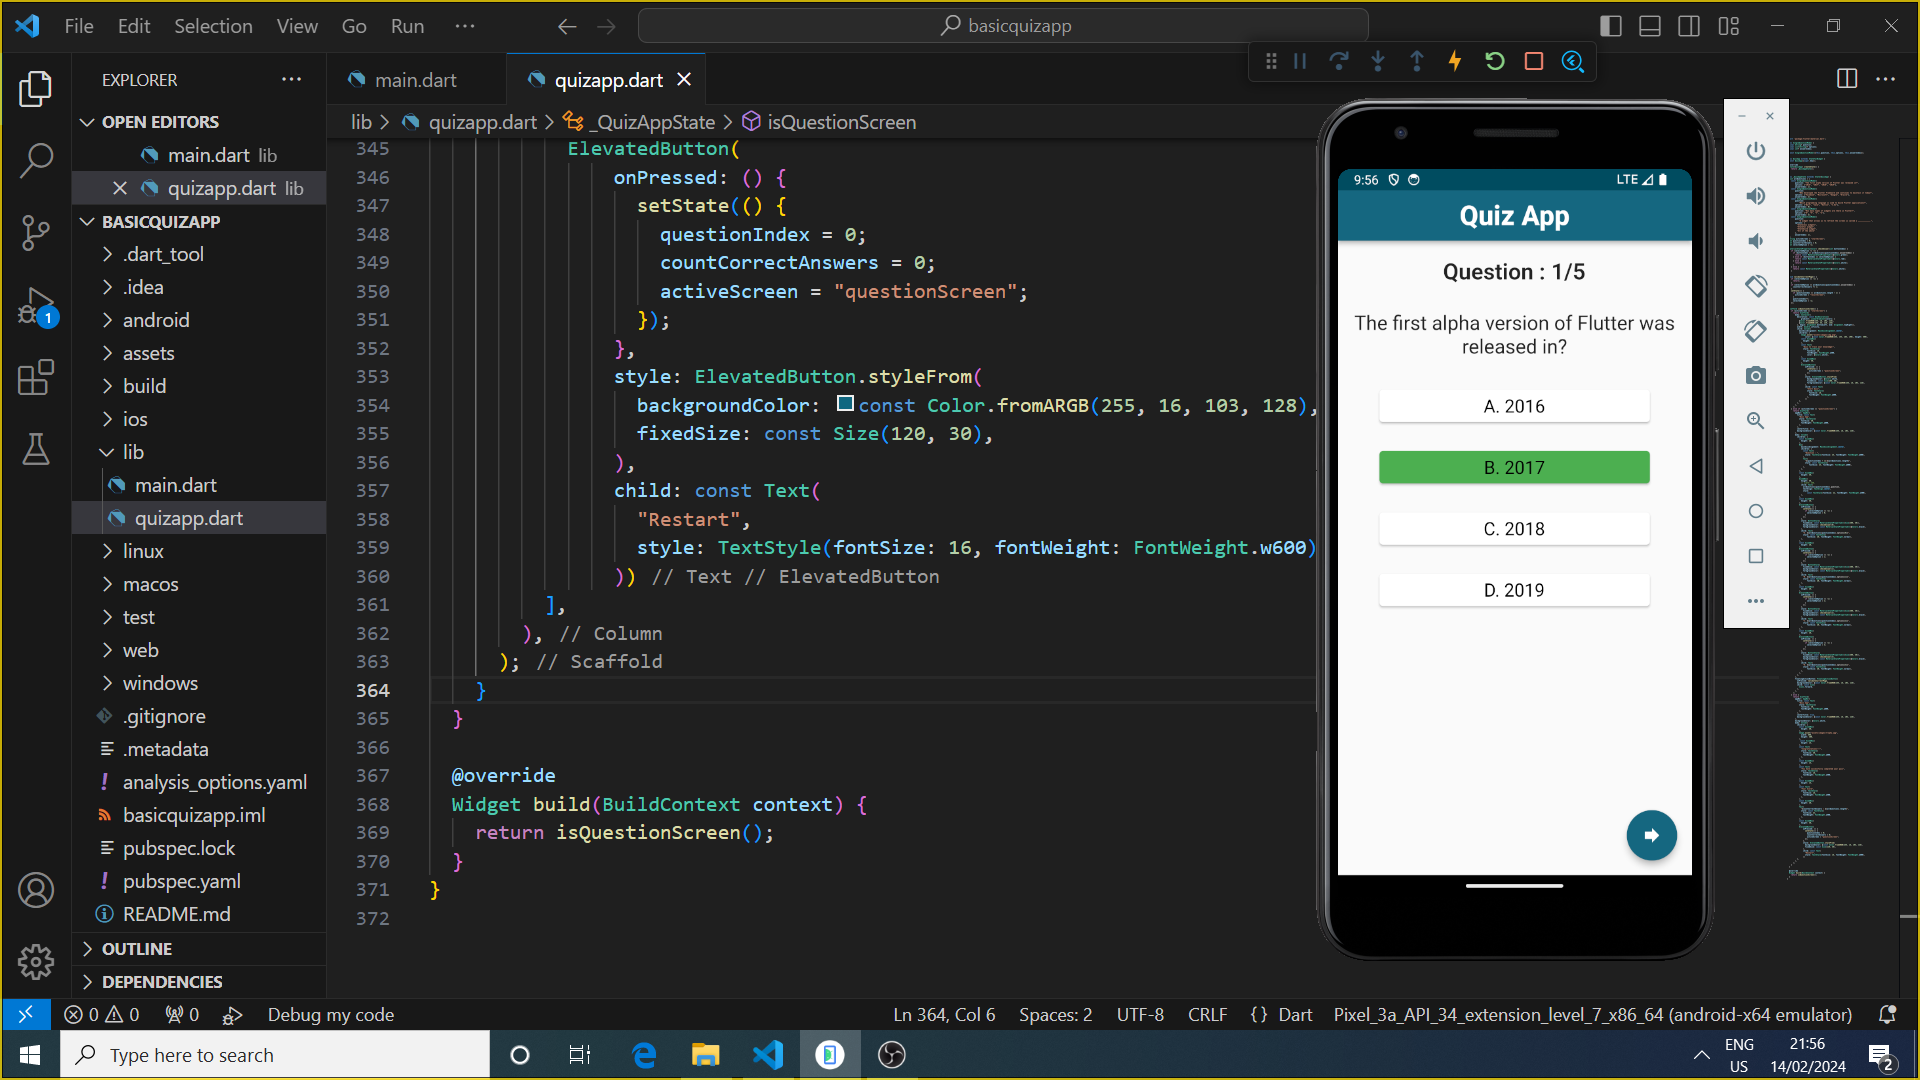 File Edit Selection View Go Run ···
basicquizapp
EXPLORER
OPEN EDITORS
main.dart lib
quizapp.dart lib
BASICQUIZAPP
.dart_tool
.idea
android
assets
build
ios
lib
main.dart
quizapp.dart
linux
macos
test
web
windows
.gitignore
.metadata
analysis_options.yaml
basicquizapp.iml
pubspec.lock
pubspec.yaml
README.md
OUTLINE
DEPENDENCIES
1
main.dart
quizapp.dart
lib > quizapp.dart > _QuizAppState > isQuestionScreen
345 ElevatedButton(
346 onPressed: () {
347 setState(() {
348 questionIndex = 0;
349 countCorrectAnswers = 0;
350 activeScreen = "questionScreen";
351 });
352 },
353 style: ElevatedButton.styleFrom(
354 backgroundColor: const Color.fromARGB(255, 16, 103, 128),
355 fixedSize: const Size(120, 30),
356 ),
357 child: const Text(
358 "Restart",
359 style: TextStyle(fontSize: 16, fontWeight: FontWeight.w600)
360 )) // Text // ElevatedButton
361 ],
362 ), // Column
363 ); // Scaffold
364 }
365 }
366
367 @override
368 Widget build(BuildContext context) {
369 return isQuestionScreen();
370 }
371 }
372
9:56 LTE
Quiz App
Question : 1/5
The first alpha version of Flutter was
released in?
A. 2016
B. 2017
C. 2018
D. 2019
0 0 0 Debug my code
Ln 364, Col 6 Spaces: 2 UTF-8 CRLF {} Dart Pixel_3a_API_34_extension_level_7_x86_64 (android-x64 emulator)
Type here to search
ENG
US
21:56
14/02/2024
2